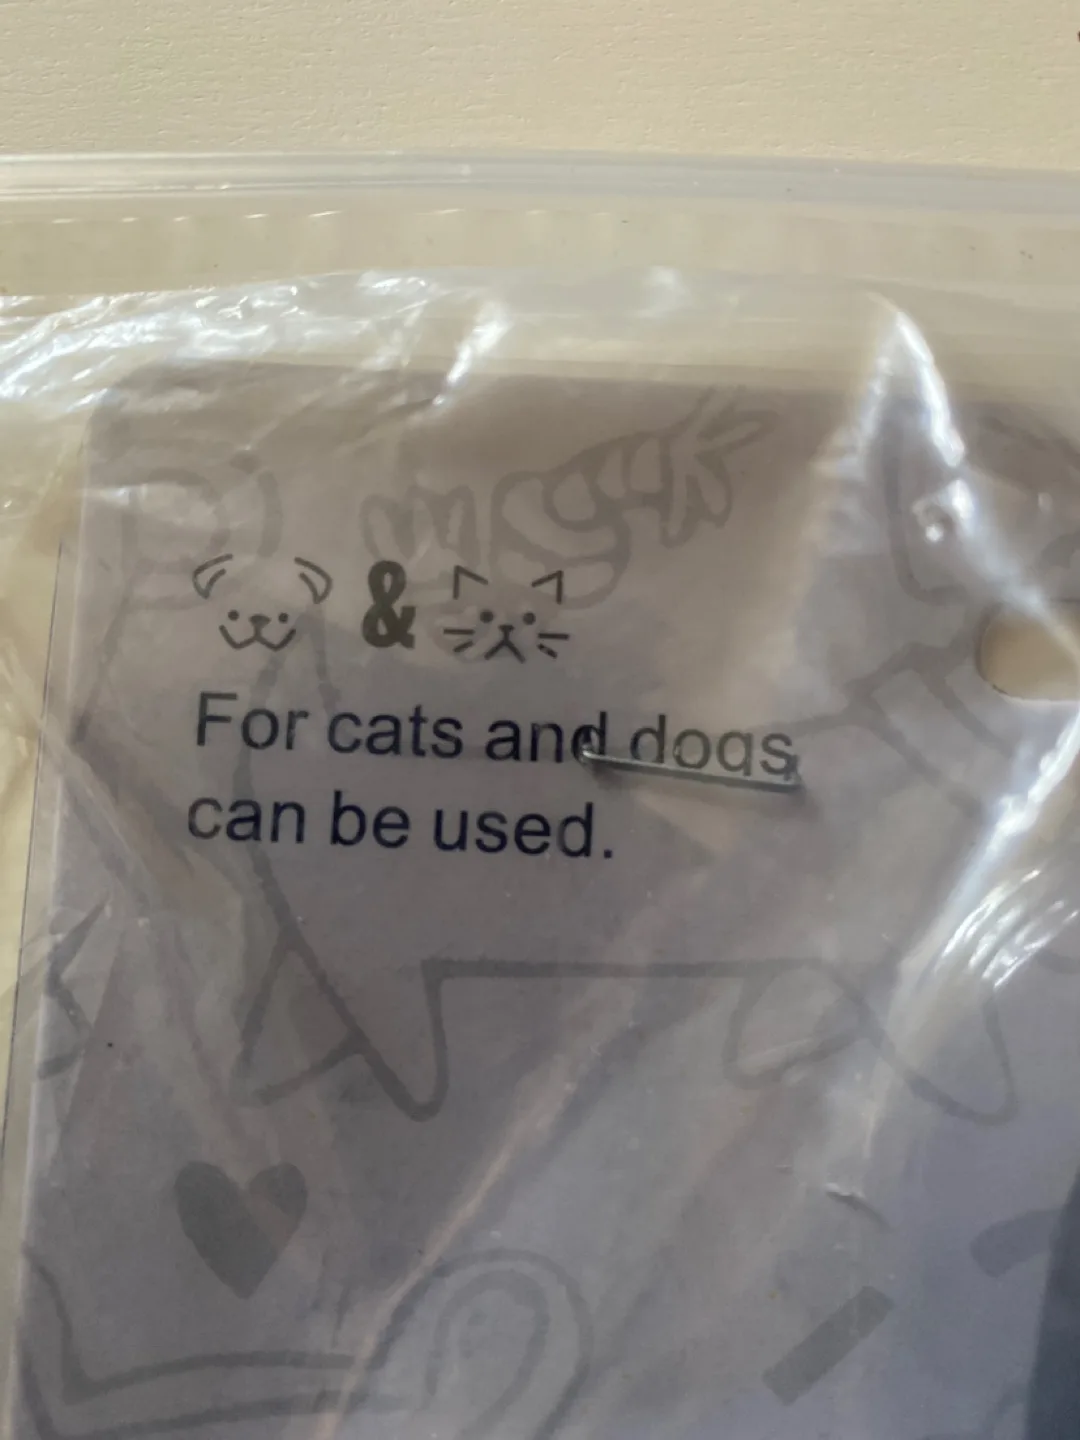 &
For cats and dogs
can be used.